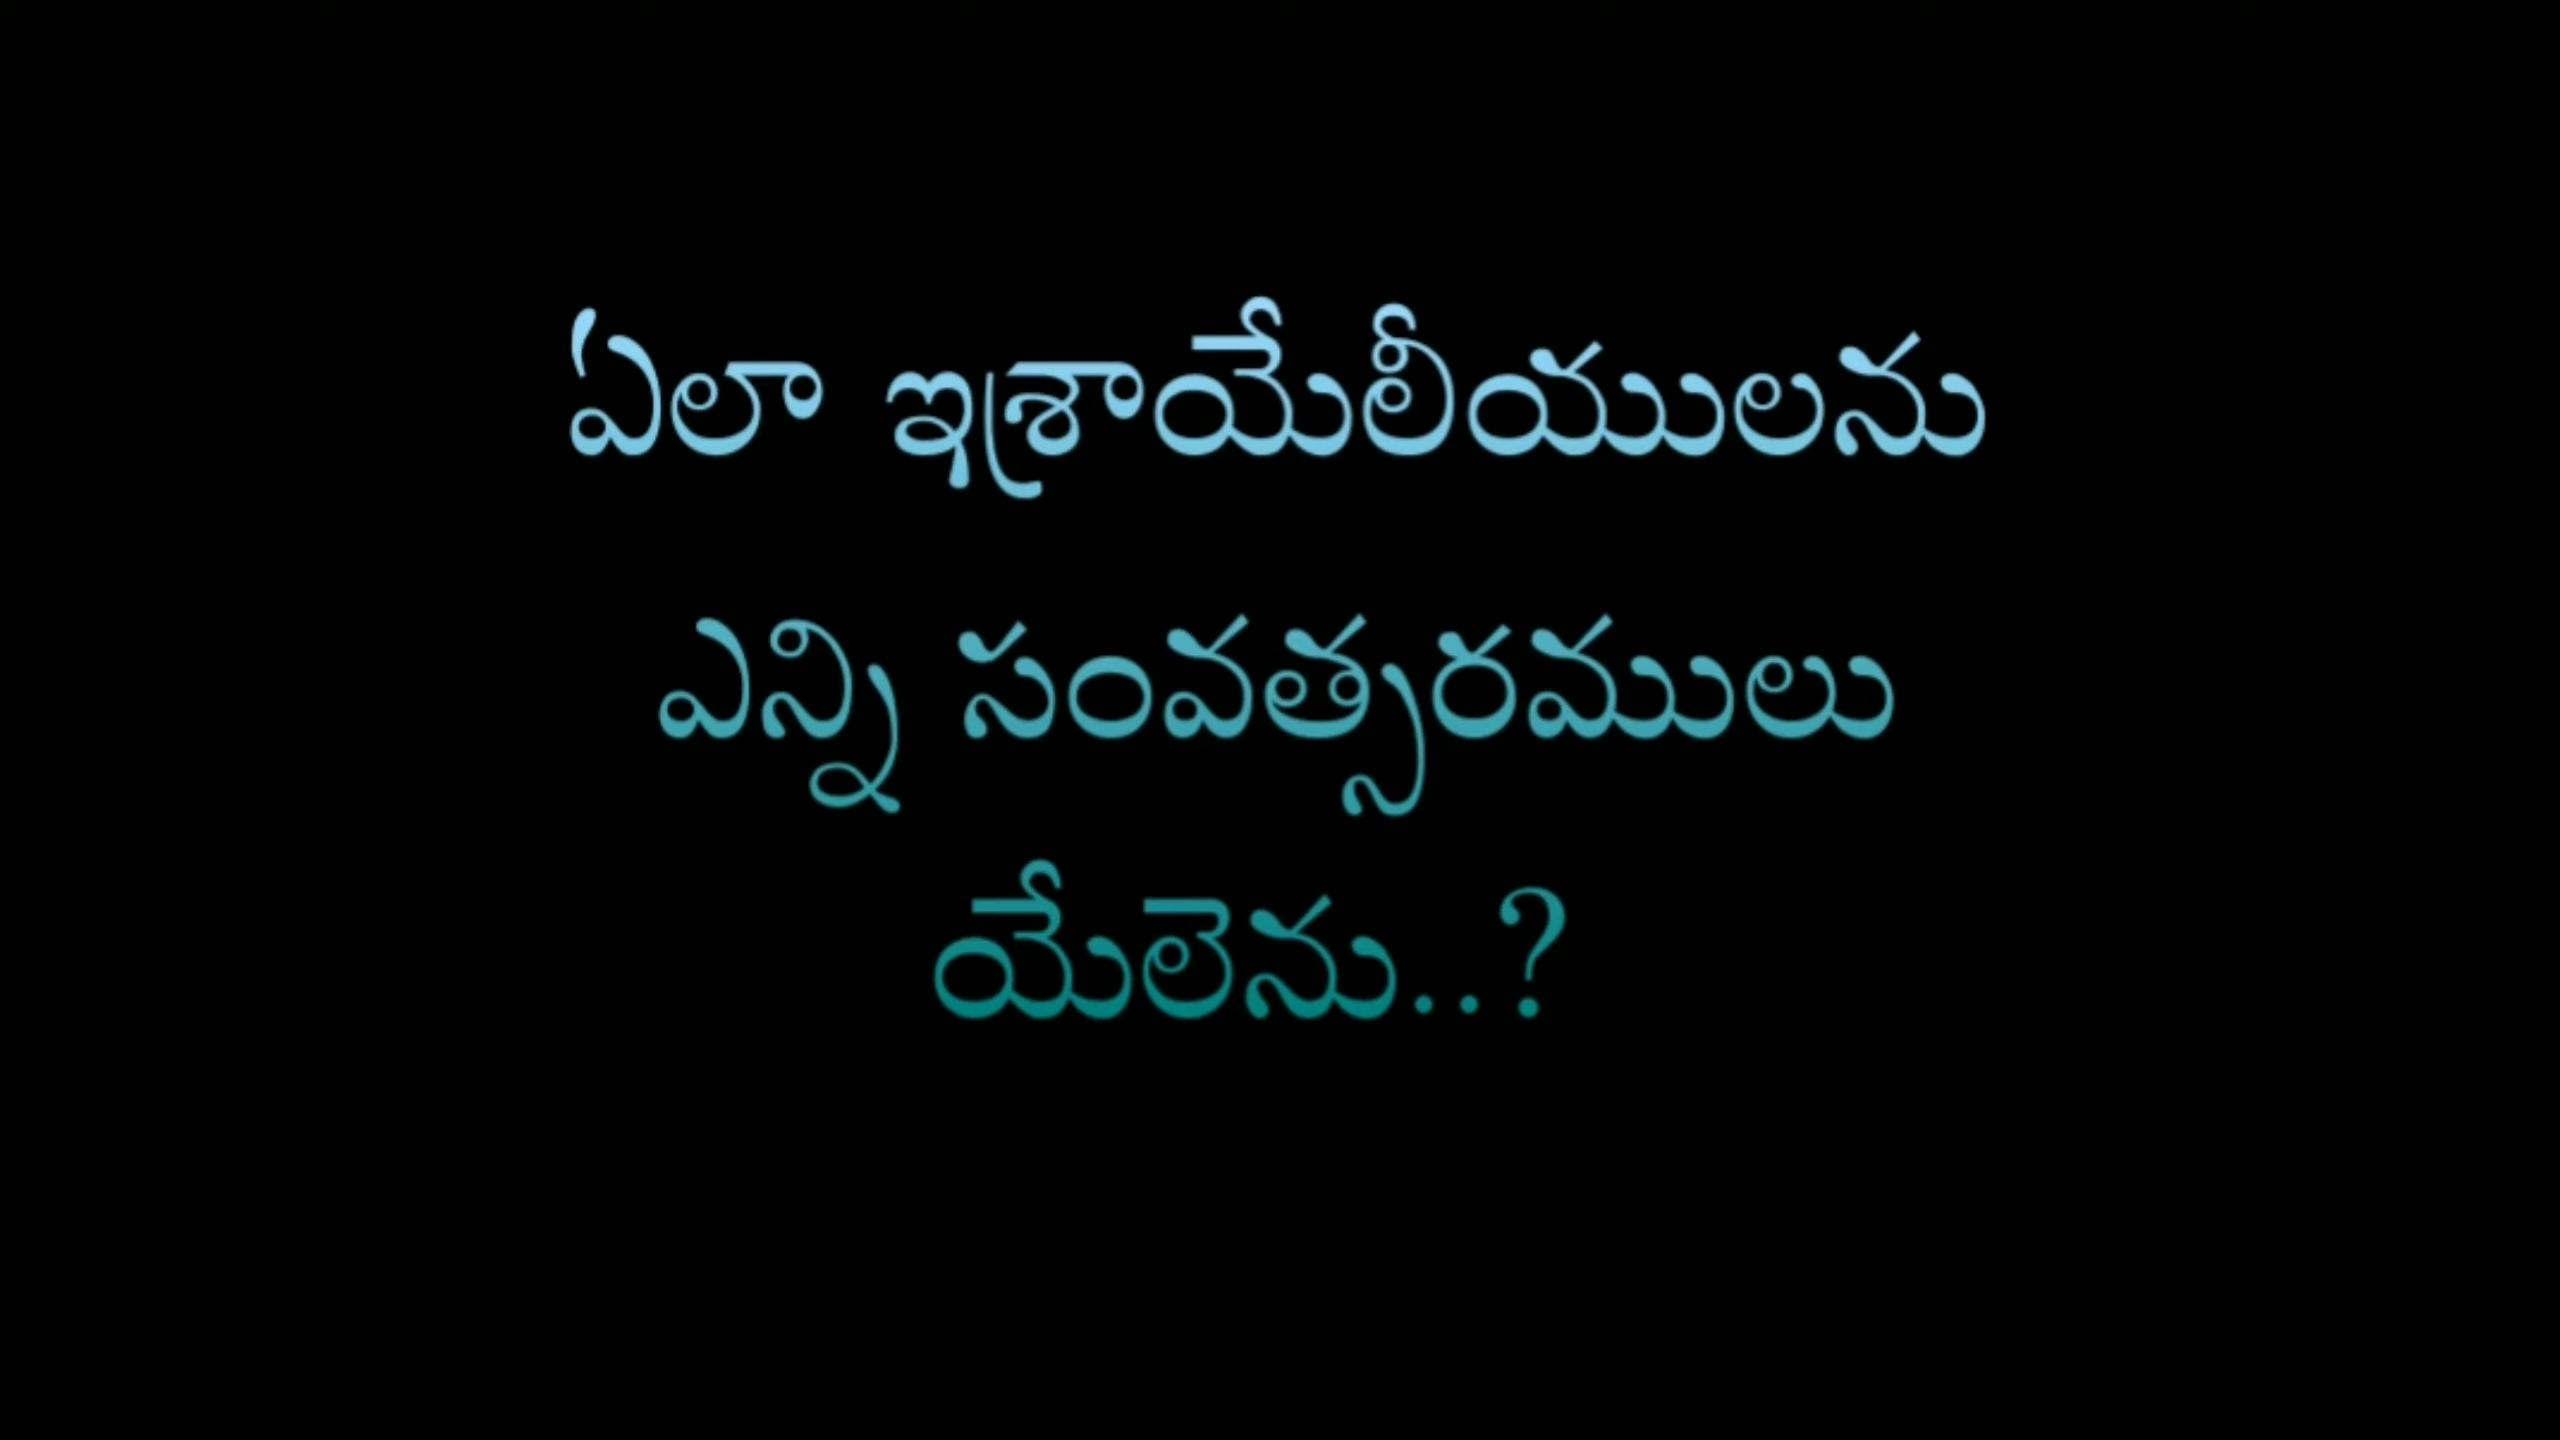 ఏలా ఇశ్రాయేలీయులను
ఎన్ని సంవత్సరములు
యేలెను..?